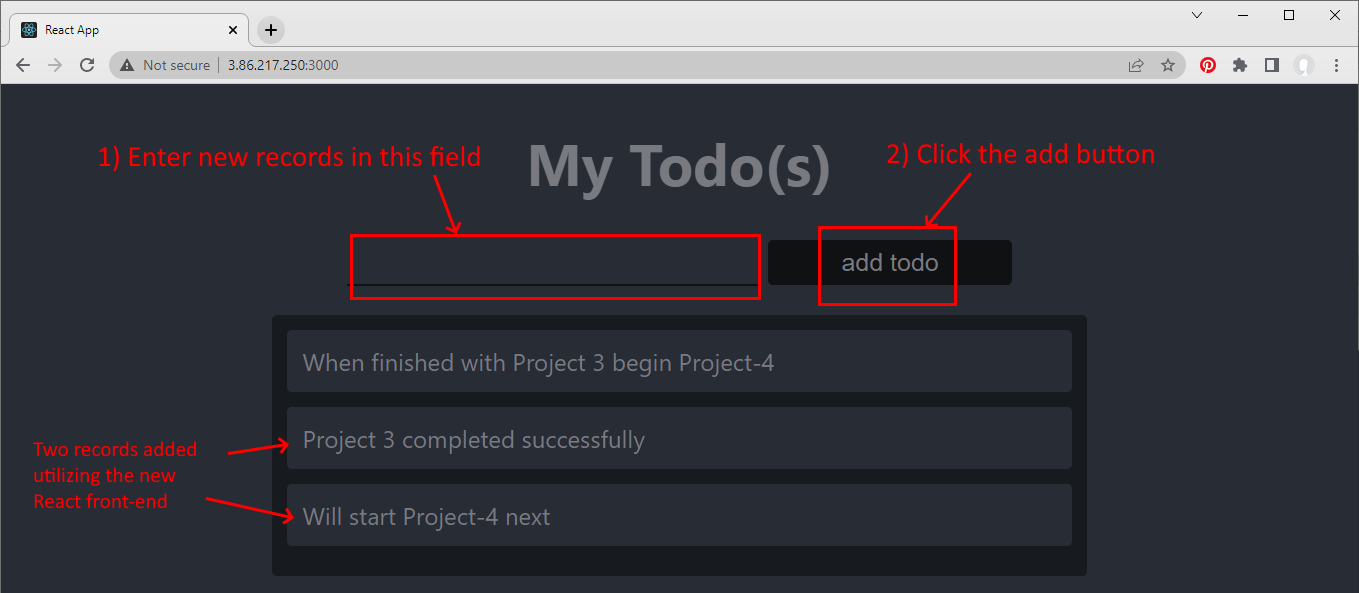 React App
Not secure
3.86.217.250:3000
1) Enter new records in this field
My Todo(s)
2) Click the add button
add todo
When finished with Project 3 begin Project-4
Project 3 completed successfully
Two records added
utilizing the new
React front-end
Will start Project-4 next